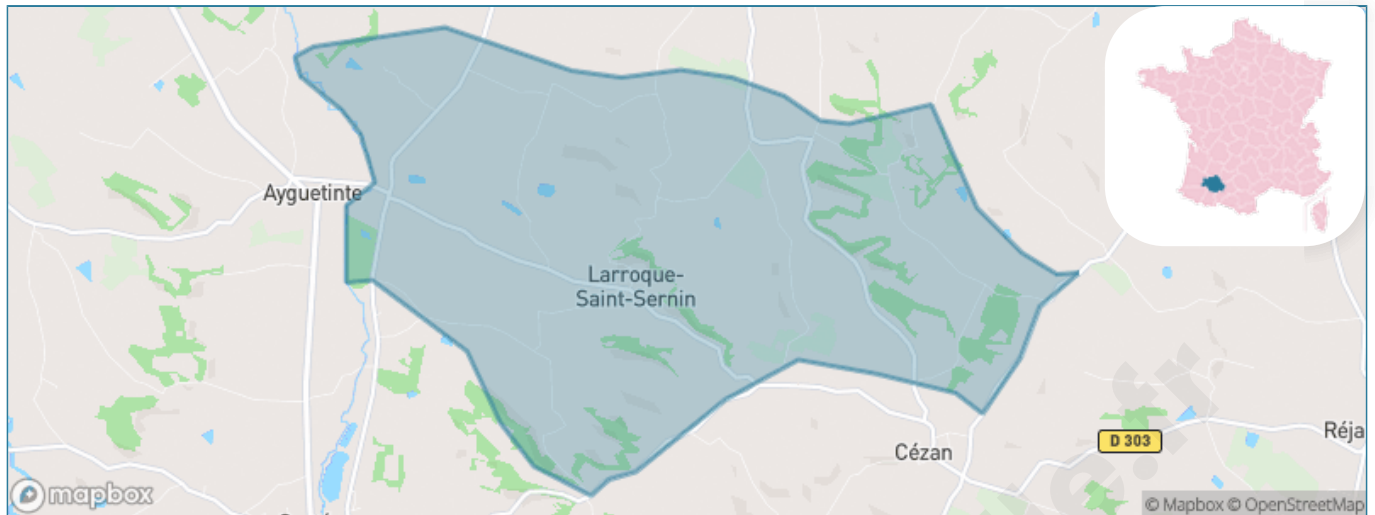 Ayguetinte
Larroque-
Saint-Sernin
D 303
Réja
Cézan
mapbox
© Mapbox © OpenStreetMap